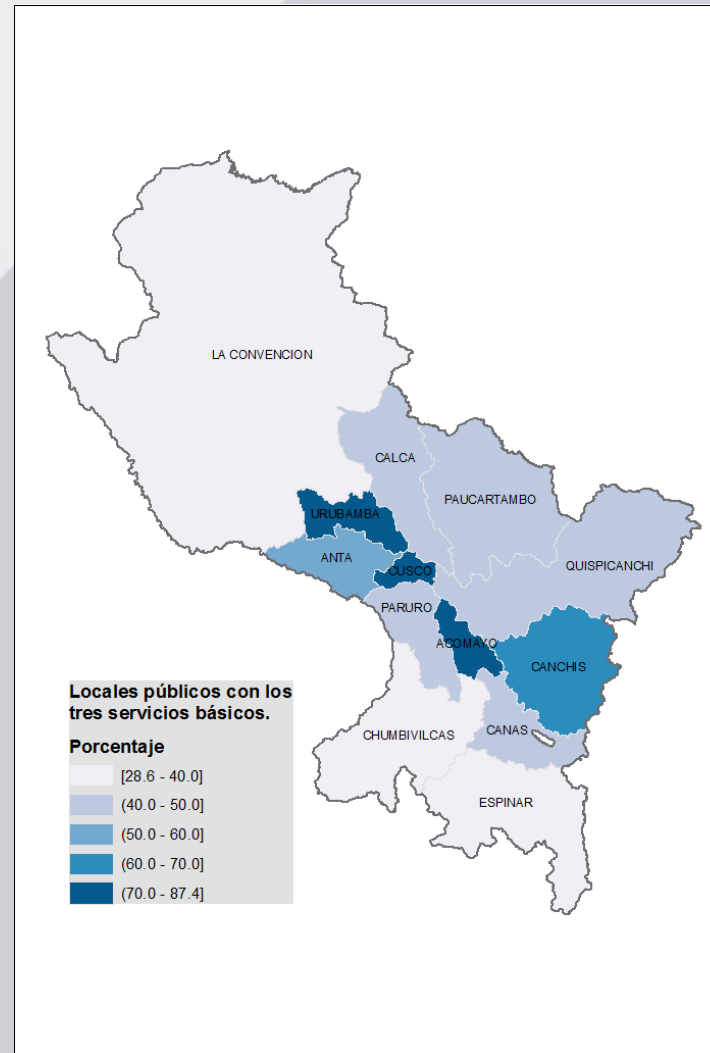 LA CONVENCION
CALCA
PAUCARTAMBO
URUBAMBA
ANTA
QUISPICANCHI
CUSCO
PARURO
ACOMAYO
CANCHIS
CHUMBIVILCAS
CANAS
ESPINAR
Locales públicos con los
tres servicios básicos.
Porcentaje
[28.6 - 40.0]
(40.0 - 50.0]
(50.0 - 60.0]
(60.0 - 70.0]
(70.0 - 87.4]